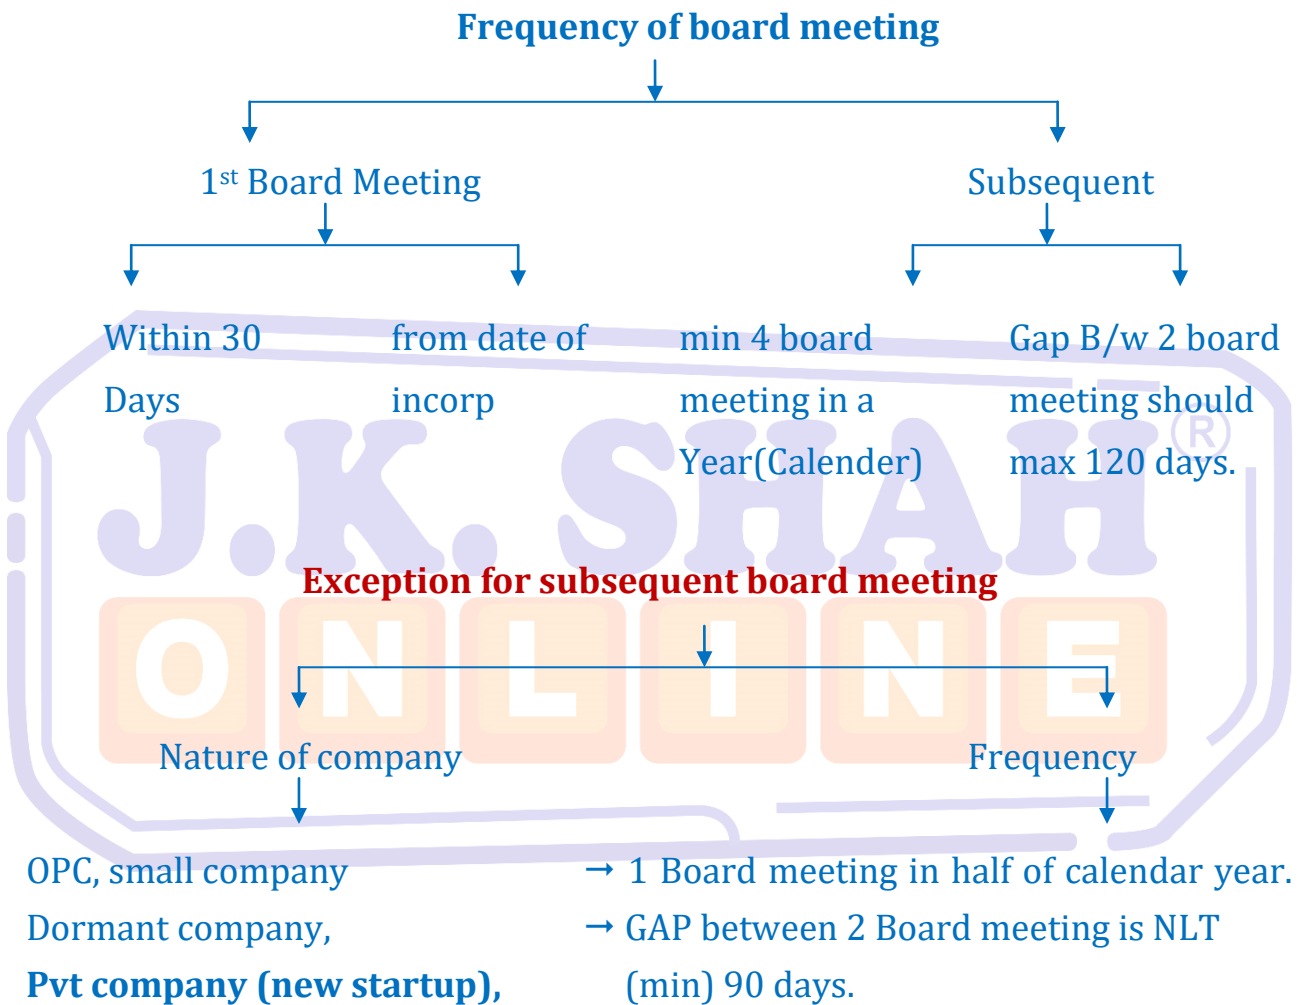 Frequency of board meeting
1st Board Meeting
Subsequent
Within 30
Days
from date of
incorp
min 4 board
meeting in a
Year(Calender)
Gap B/w 2 board
meeting should
max 120 days.
J.K. SHAH®
ONLINE
Exception for subsequent board meeting
Nature of company
Frequency
OPC, small company
Dormant company,
Pvt company (new startup),
→ 1 Board meeting in half of calendar year.
→ GAP between 2 Board meeting is NLT
(min) 90 days.